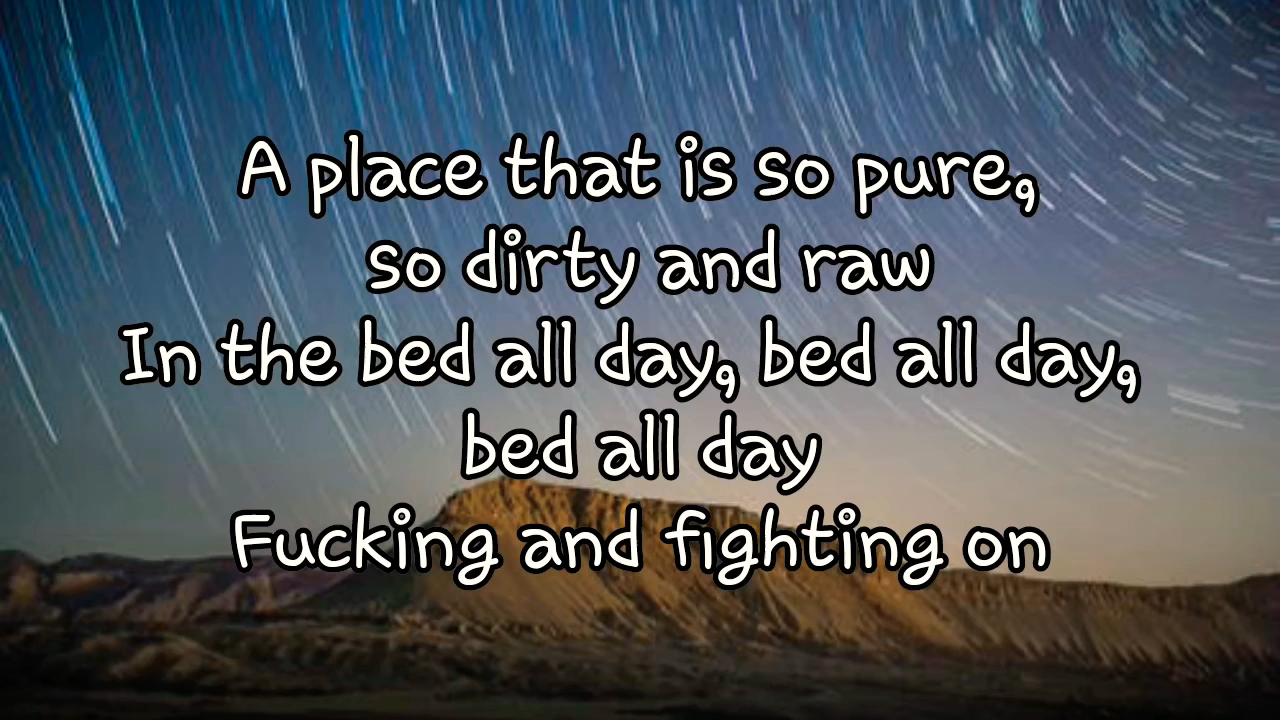 A place that is so pure,
so dirty and raw
In the bed all day, bed all day,
bed all day
Fucking and fighting on